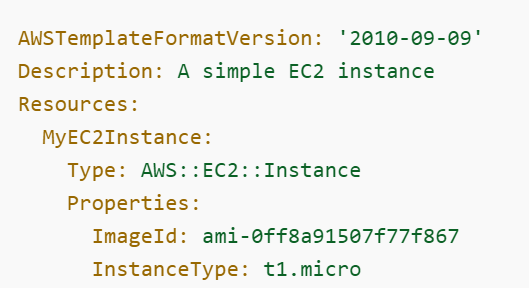 AWSTemplateFormatVersion: '2010-09-09'
Description: A simple EC2 instance
Resources:
  MyEC2Instance:
    Type: AWS::EC2::Instance
    Properties:
      ImageId: ami-0ff8a91507f77f867
      InstanceType: t1.micro